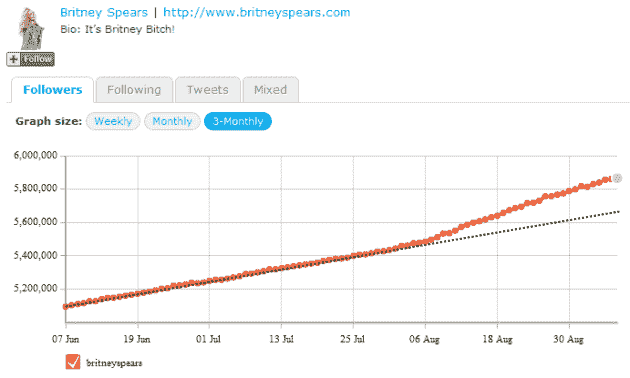 Britney Spears | http://www.britneyspears.com
Bio: It's Britney Bitch!
+ Follow
Followers Following Tweets Mixed
Graph size: Weekly Monthly 3-Monthly
6,000,000
5,800,000
5,600,000
5,400,000
5,200,000
07 Jun 19 Jun 01 Jul 13 Jul 25 Jul 06 Aug 18 Aug 30 Aug
britneyspears